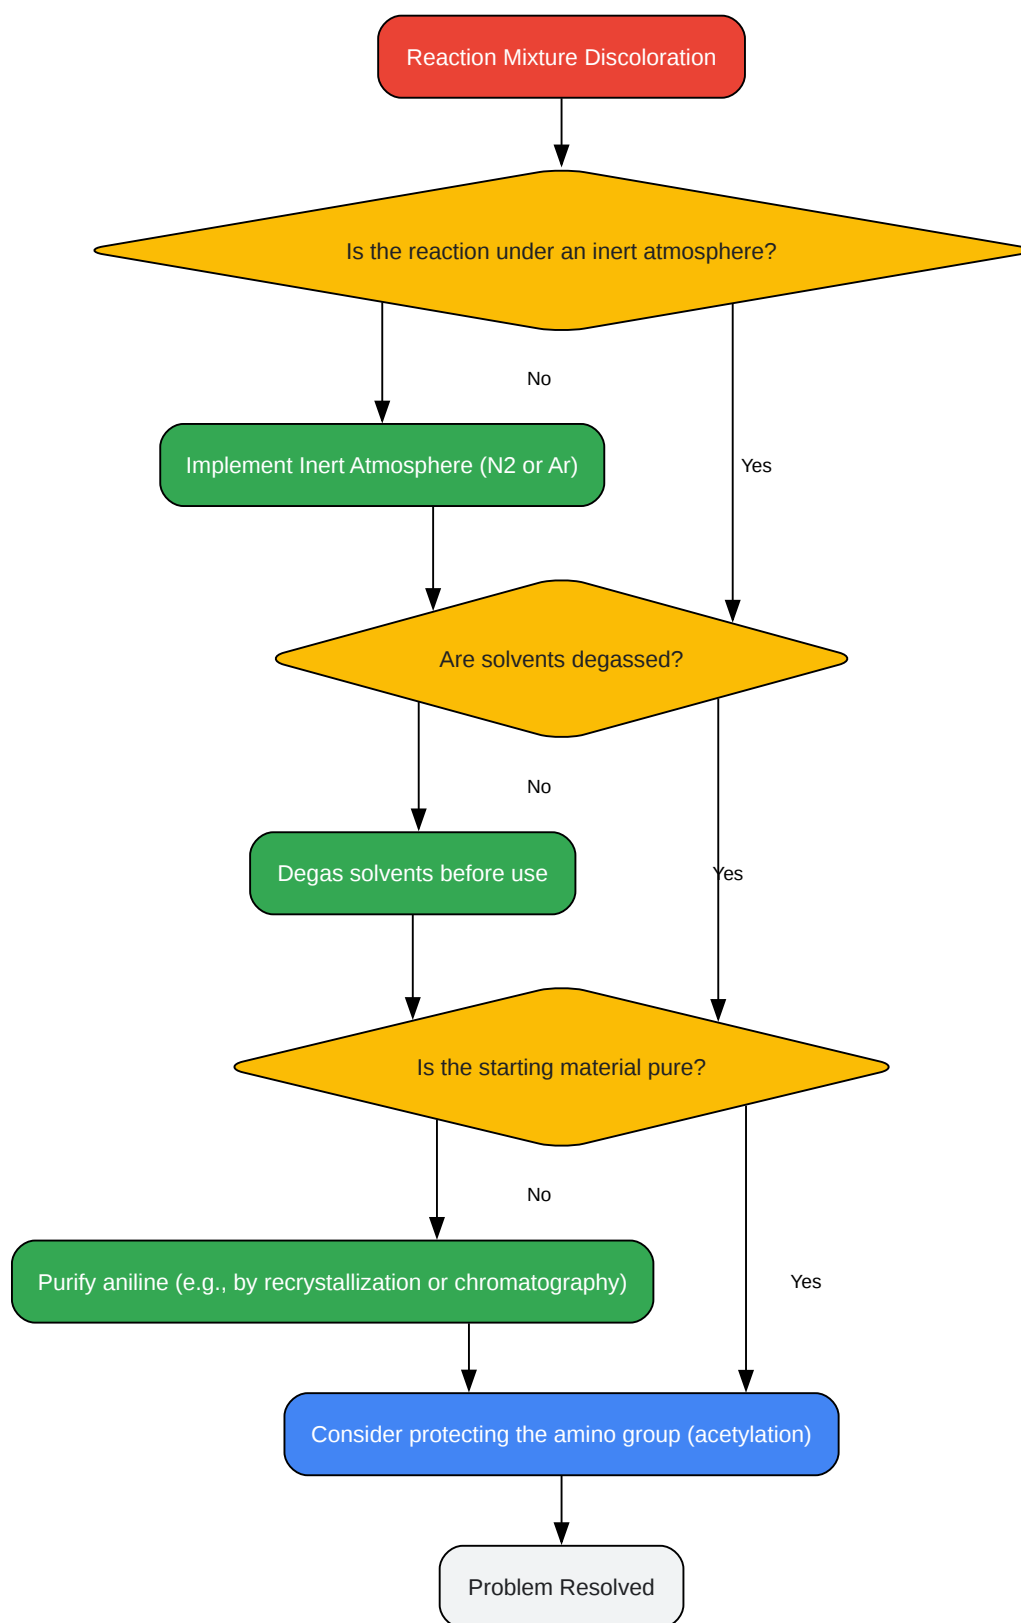 Reaction Mixture Discoloration
Is the reaction under an inert atmosphere?
No
Implement Inert Atmosphere (N2 or Ar)
Yes
Are solvents degassed?
No
Degas solvents before use
Yes
Is the starting material pure?
No
Purify aniline (e.g., by recrystallization or chromatography)
Yes
Consider protecting the amino group (acetylation)
Problem Resolved